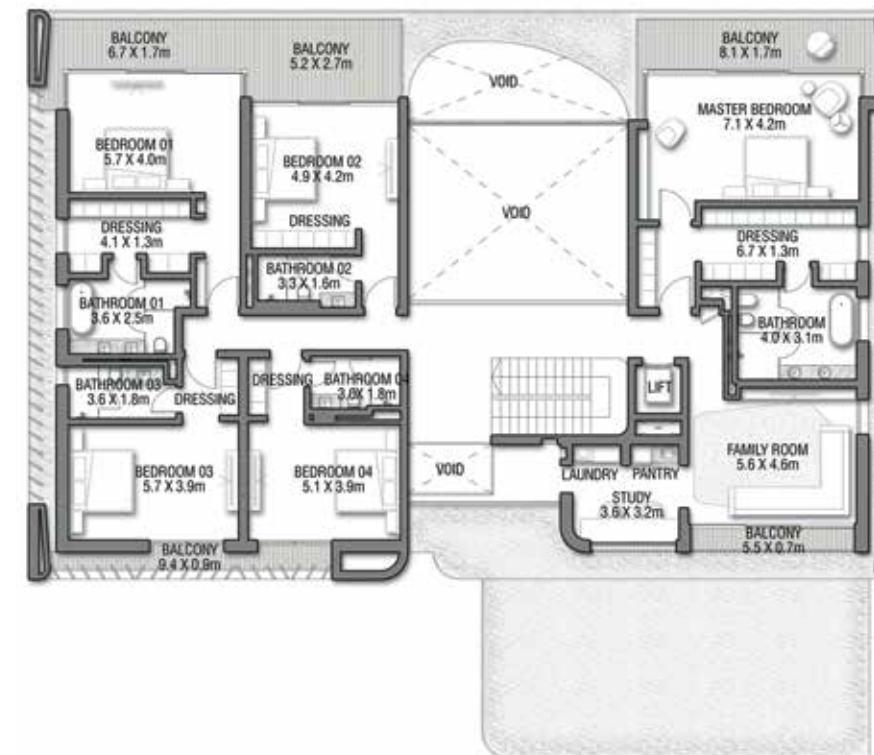 BALCONY
6.7 X 1.7m
BALCONY
5.2 X 2.7m
VOID
BALCONY
8.1 X 1.7m
MASTER BEDROOM
7.1 X 4.2m
BEDROOM 01
5.7 X 4.0m
BEDROOM 02
4.9 X 4.2m
DRESSING
VOID
DRESSING
4.1 X 1.3m
DRESSING
6.7 X 1.3m
BATHROOM 02
3.3 X 1.6m
BATHROOM 01
3.6 X 2.5m
BATHROOM
4.0 X 3.1m
BATHROOM 03
3.6 X 1.8m
DRESSING
DRESSING
BATHROOM 04
3.6X 1.8m
LIFT
BEDROOM 03
5.7 X 3.9m
BEDROOM 04
5.1 X 3.9m
VOID
LAUNDRY
PANTRY
STUDY
3.6 X 3.2m
FAMILY ROOM
5.6 X 4.6m
BALCONY
5.5 X 0.7m
BALCONY
9.4 X 0.9m